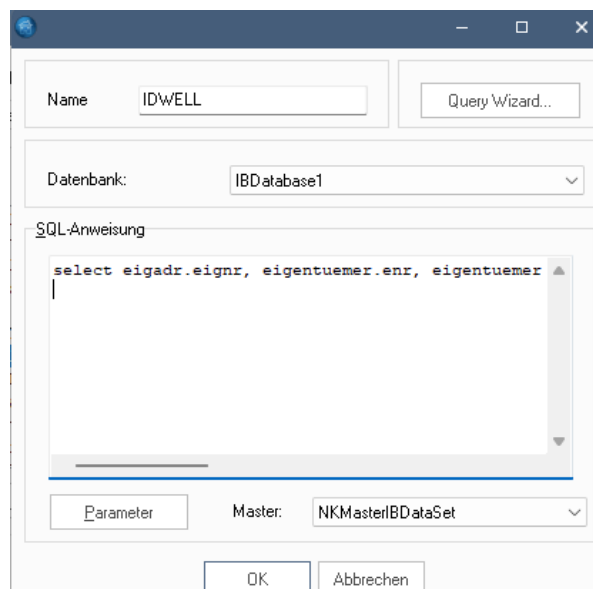 Name
IDWELL
Query Wizard...
Datenbank:
IBDatabase1
SQL-Anweisung
select eigadr.eignr, eigentuemer.enr, eigentuemer
Parameter
Master:
NKMasterIBDataSet
OK
Abbrechen